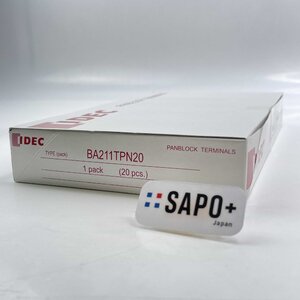 IDEC
PANBLOCK TERMINALS
TYPE (pack) BA211TPN20
1 pack (20 pcs.)
SAPO+
Japan